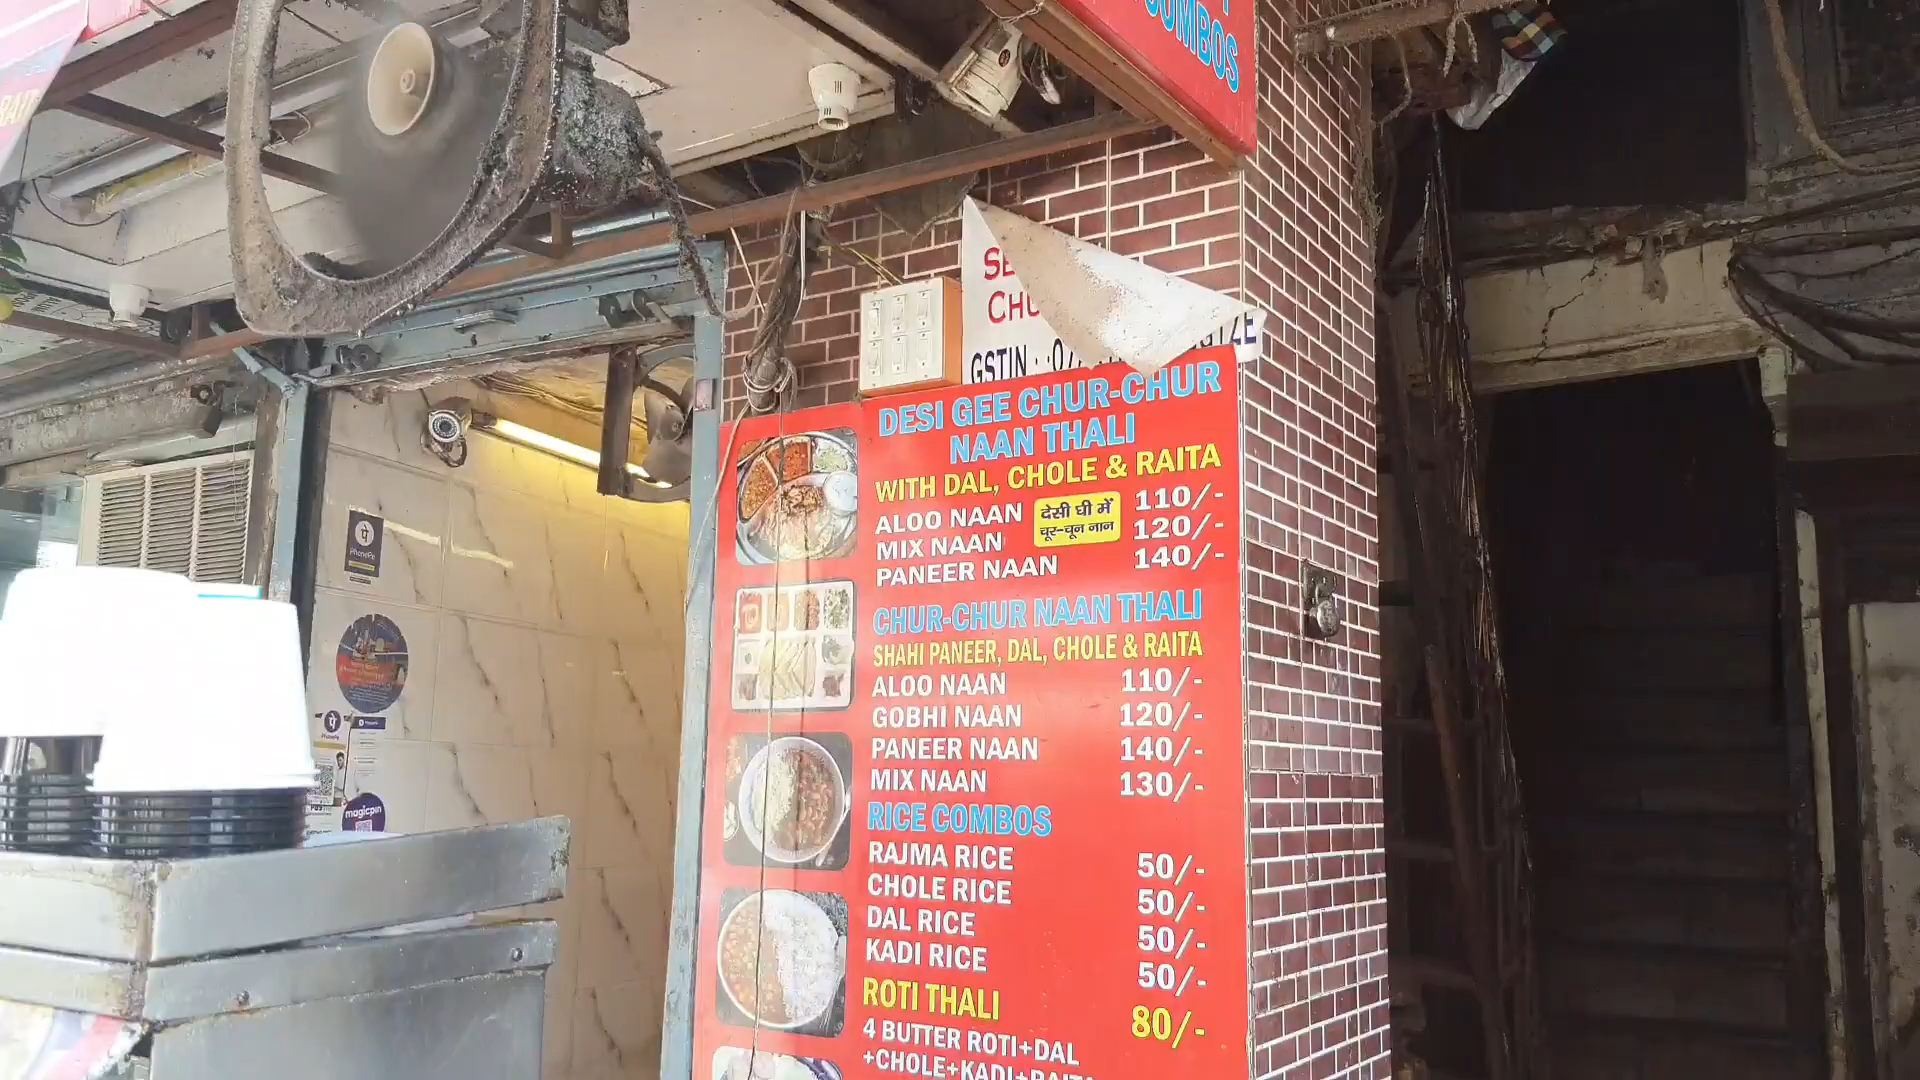 COMBOS
GSTIN
DESI GEE CHUR-CHUR
NAAN THALI
WITH DAL, CHOLE & RAITA
ALOO NAAN 110/-
देसी घी में
चूर-चून नान
MIX NAAN 120/-
PANEER NAAN 140/-
CHUR-CHUR NAAN THALI
SHAHI PANEER, DAL, CHOLE & RAITA
ALOO NAAN 110/-
GOBHI NAAN 120/-
PANEER NAAN 140/-
MIX NAAN 130/-
RICE COMBOS
RAJMA RICE 50/-
CHOLE RICE 50/-
DAL RICE 50/-
KADI RICE 50/-
ROTI THALI 80/-
4 BUTTER ROTI+DAL
+CHOLE+KADI+RAITA
पे
PhonePe
पे
PhonePe
magicpin